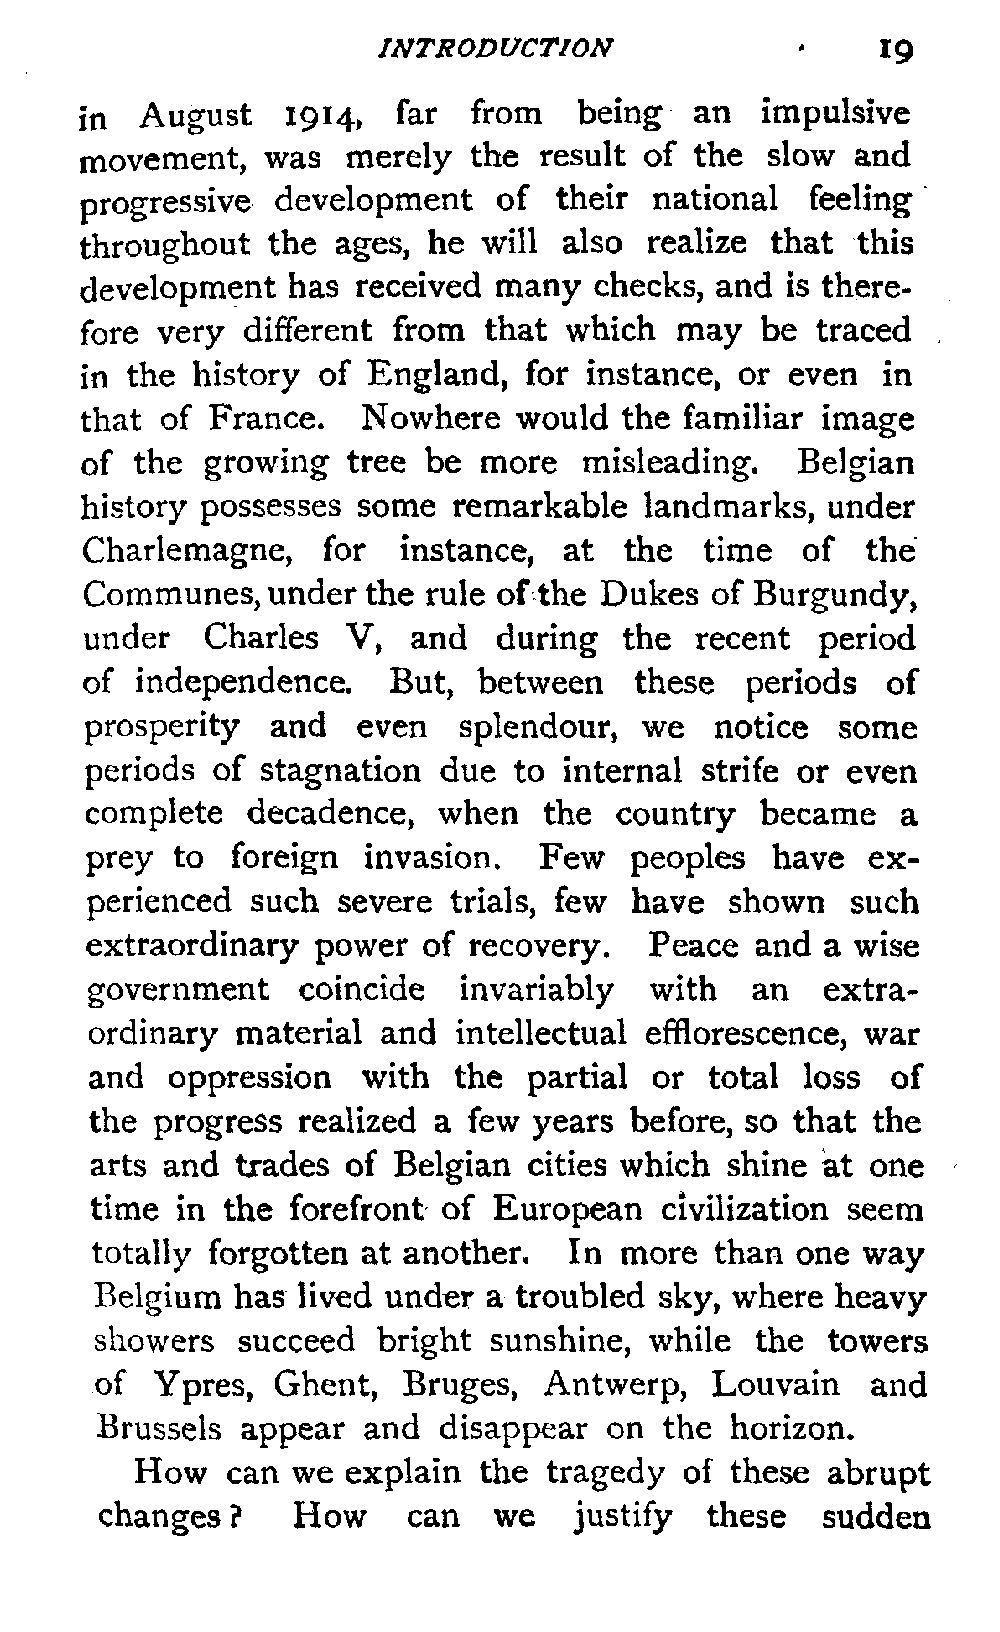 INTRODUCTION 19
in August 1914, far from being an impulsive
movement, was merely the result of the slow and
progressive development of their national feeling
throughout the ages, he will also realize that this
development has received many checks, and is there-
fore very different from that which may be traced
in the history of England, for instance, or even in
that of France. Nowhere would the familiar image
of the growing tree be more misleading. Belgian
history possesses some remarkable landmarks, under
Charlemagne, for instance, at the time of the
Communes, under the rule of the Dukes of Burgundy,
under Charles V, and during the recent period
of independence. But, between these periods of
prosperity and even splendour, we notice some
periods of stagnation due to internal strife or even
complete decadence, when the country became a
prey to foreign invasion. Few peoples have ex-
perienced such severe trials, few have shown such
extraordinary power of recovery. Peace and a wise
government coincide invariably with an extra-
ordinary material and intellectual efflorescence, war
and oppression with the partial or total loss of
the progress realized a few years before, so that the
arts and trades of Belgian cities which shine at one
time in the forefront of European civilization seem
totally forgotten at another. In more than one way
Belgium has lived under a troubled sky, where heavy
showers succeed bright sunshine, while the towers
of Ypres, Ghent, Bruges, Antwerp, Louvain and
Brussels appear and disappear on the horizon.
How can we explain the tragedy of these abrupt
changes? How can we justify these sudden